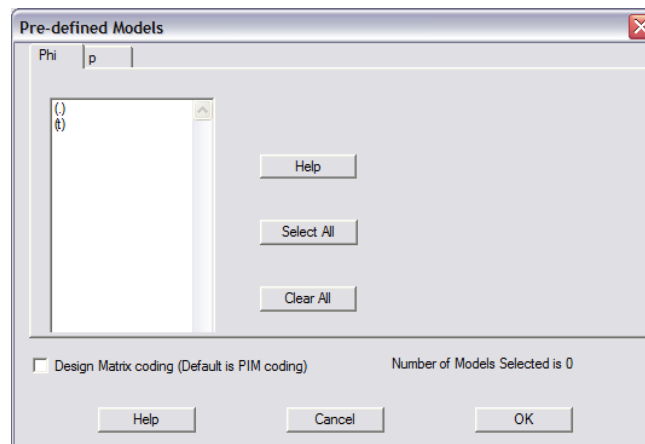 Pre-defined Models
Phi
p
(.)
(t)
Help
Select All
Clear All
Design Matrix coding (Default is PIM coding)
Number of Models Selected is 0
Help
Cancel
OK